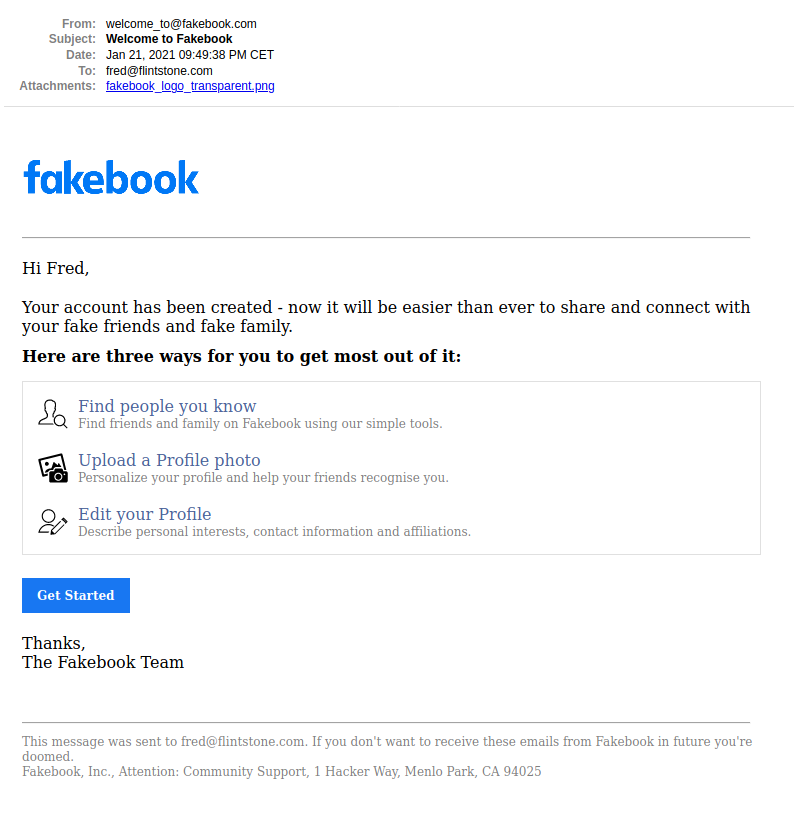 From: welcome_to@fakebook.com
Subject: Welcome to Fakebook
Date: Jan 21, 2021 09:49:38 PM CET
To: fred@flintstone.com
Attachments: fakebook_logo_transparent.png
fakebook
Hi Fred,
Your account has been created - now it will be easier than ever to share and connect with
your fake friends and fake family.
Here are three ways for you to get most out of it:
Find people you know
Find friends and family on Fakebook using our simple tools.
Upload a Profile photo
Personalize your profile and help your friends recognise you.
Edit your Profile
Describe personal interests, contact information and affiliations.
Get Started
Thanks,
The Fakebook Team
This message was sent to fred@flintstone.com. If you don't want to receive these emails from Fakebook in future you're
doomed.
Fakebook, Inc., Attention: Community Support, 1 Hacker Way, Menlo Park, CA 94025